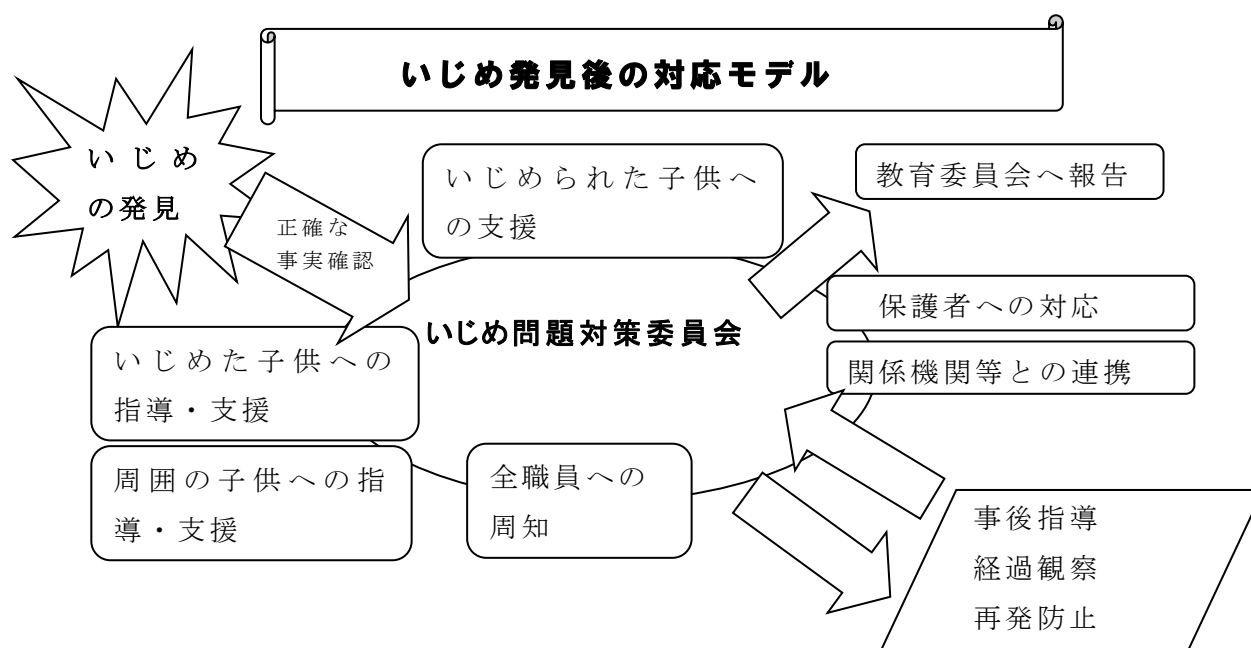 いじめ発見後の対応モデル
いじめ
の発見
正確な
事実確認
いじめられた子供へ
の支援
教育委員会へ報告
保護者への対応
関係機関等との連携
いじめ問題対策委員会
いじめた子供への
指導・支援
周囲の子供への指
導・支援
全職員への
周知
事後指導
経過観察
再発防止